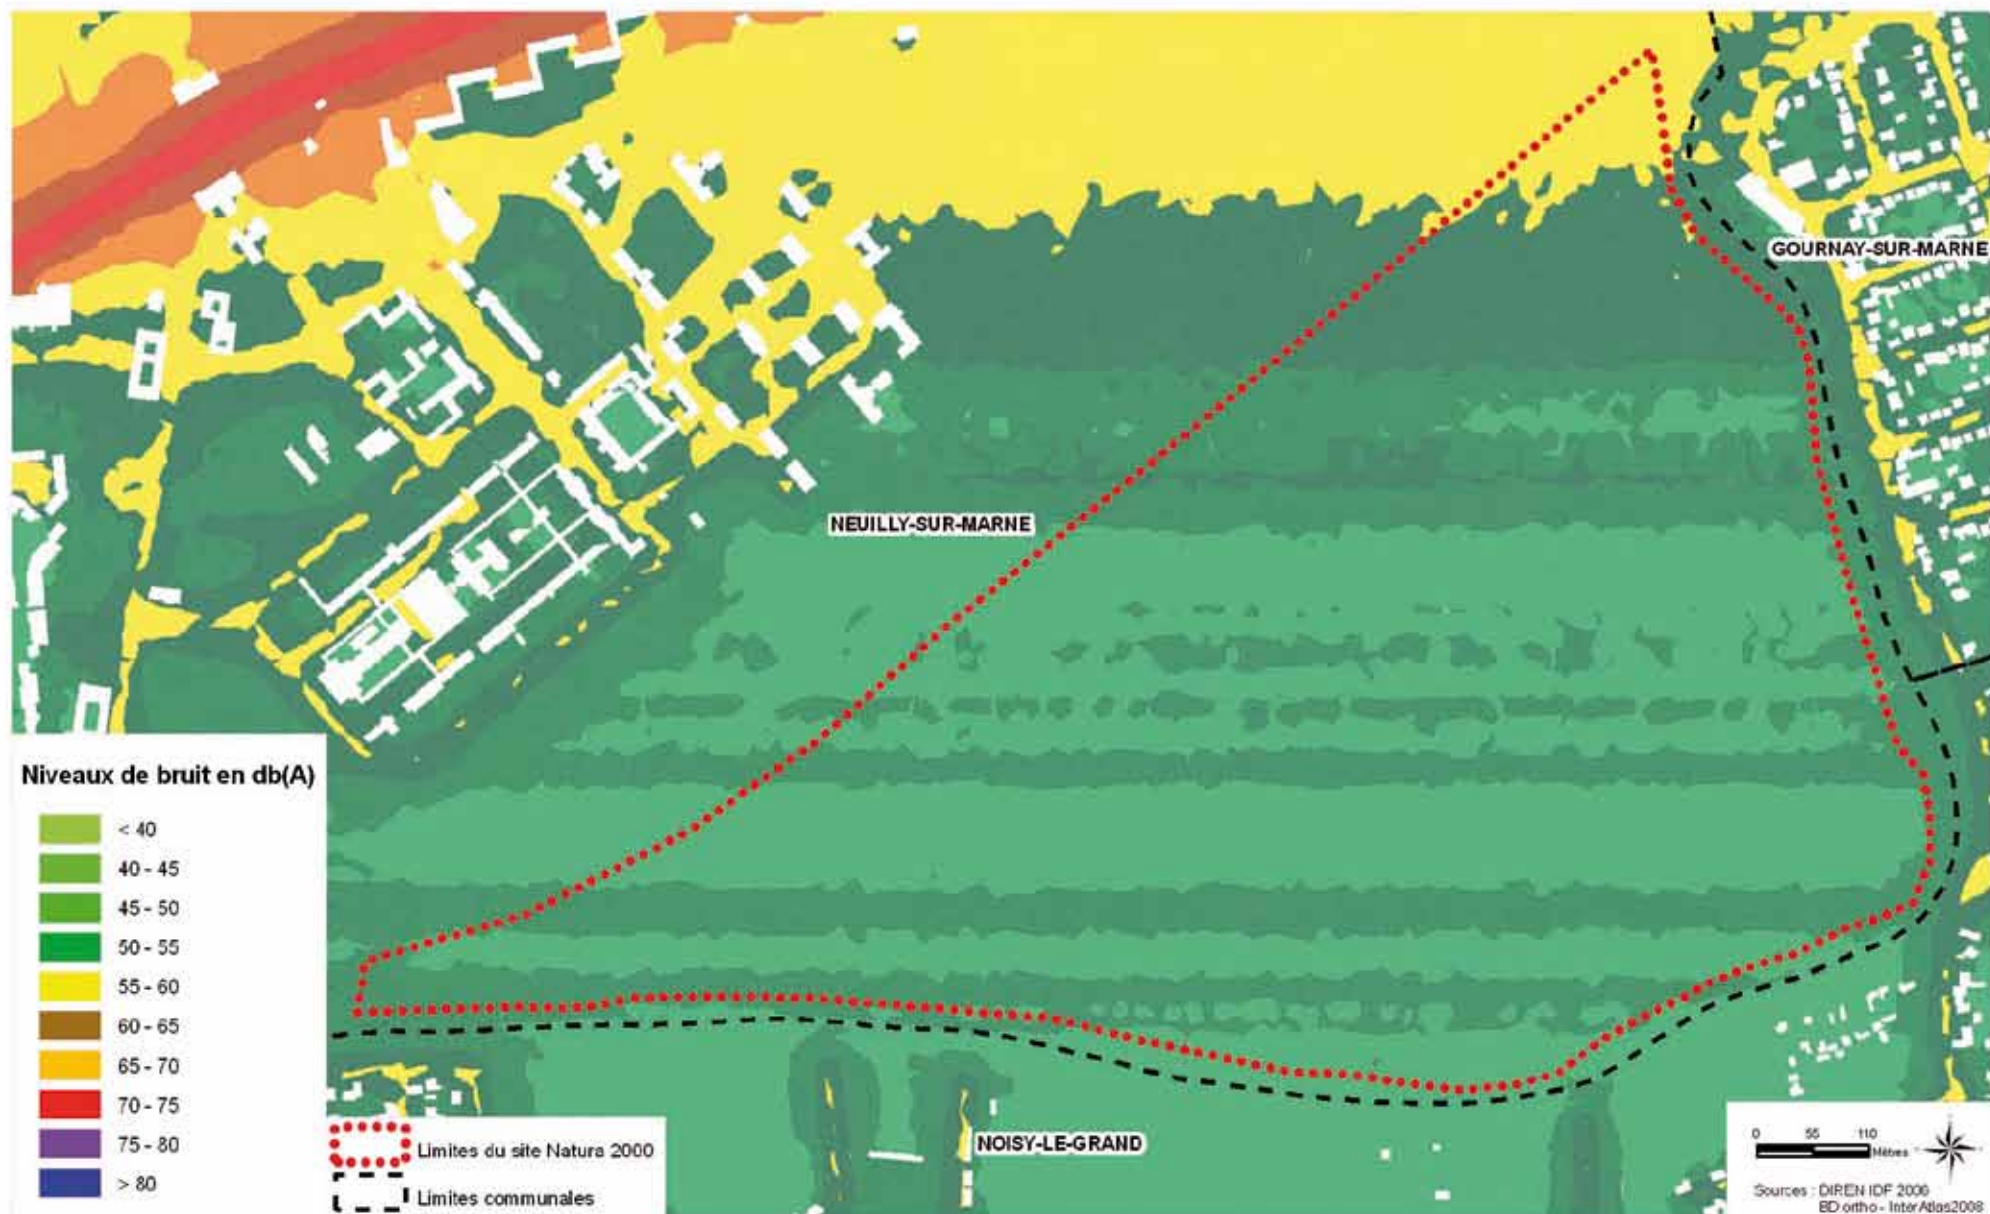 GOURNAY-SUR-MARNE
NEUILLY-SUR-MARNE
NOISY-LE-GRAND
Niveaux de bruit en db(A)
< 40
40 - 45
45 - 50
50 - 55
55 - 60
60 - 65
65 - 70
70 - 75
75 - 80
> 80
Limites du site Natura 2000
Limites communales
0 55 110
Mètres
Sources : DIREN IDF 2006
BD ortho - InterAtlas2008